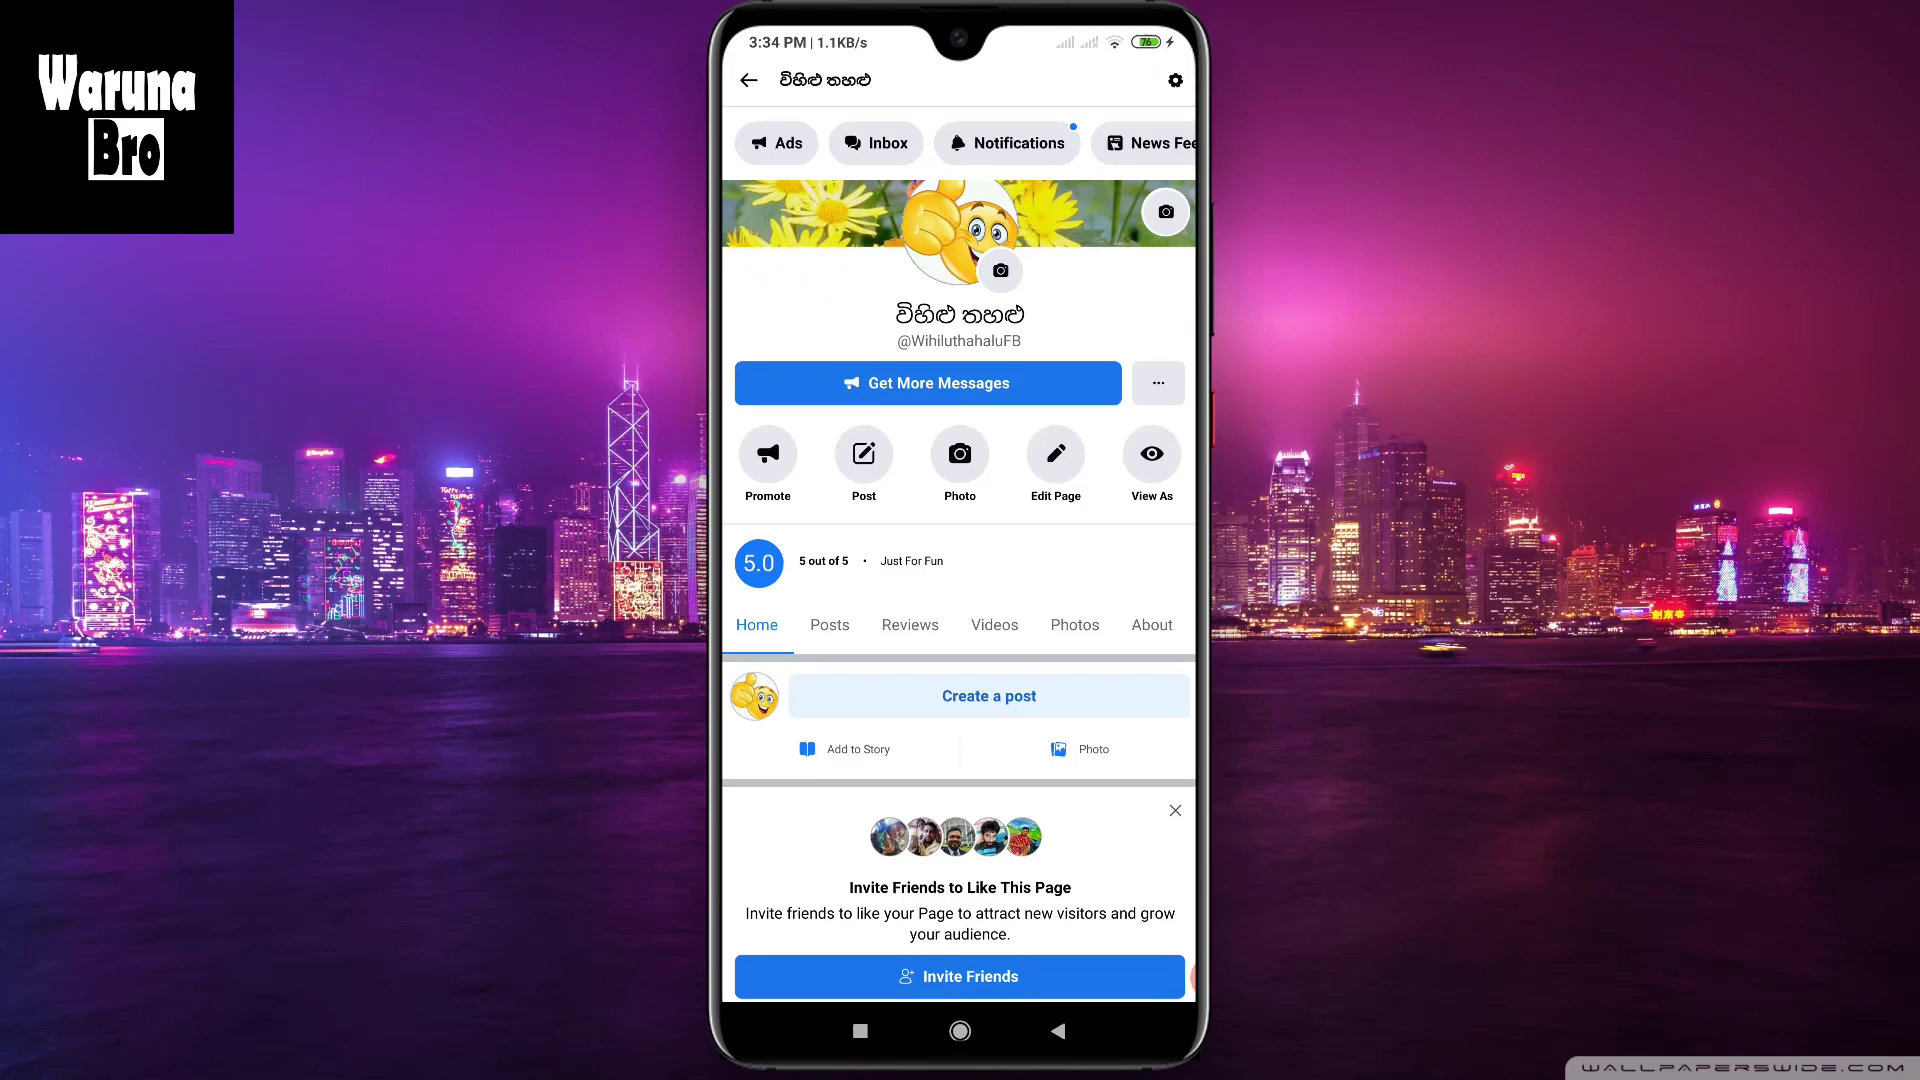 Waruna
Bro
3:34 PM | 1.1KB/s
76
විහිළු තහළු
Ads
Inbox
Notifications
News Fee
විහිළු තහළු
@WihiluthahaluFB
Get More Messages
Promote
Post
Photo
Edit Page
View As
5.0
5 out of 5 • Just For Fun
Home
Posts
Reviews
Videos
Photos
About
Create a post
Add to Story
Photo
Invite Friends to Like This Page
Invite friends to like your Page to attract new visitors and grow
your audience.
Invite Friends
WALLPAPERSWIDE.COM